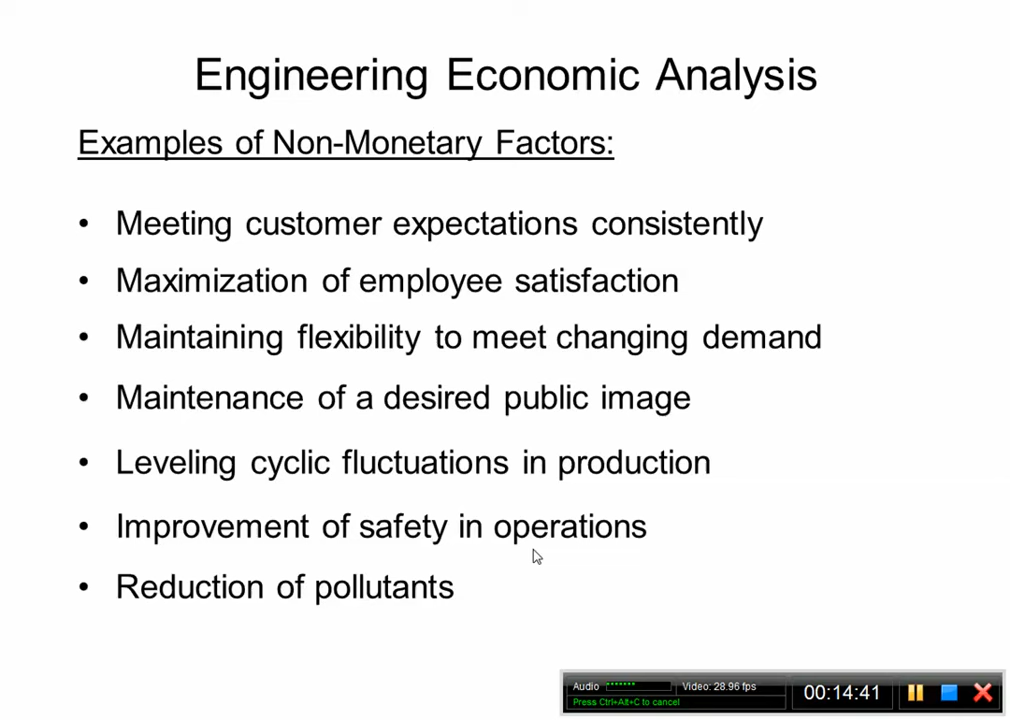 Engineering Economic Analysis
Examples of Non-Monetary Factors:
• Meeting customer expectations consistently
• Maximization of employee satisfaction
• Maintaining flexibility to meet changing demand
• Maintenance of a desired public image
• Leveling cyclic fluctuations in production
• Improvement of safety in operations
• Reduction of pollutants
Audio Video: 28.96 fps
Press Ctrl+Alt+C to cancel
00:14:41